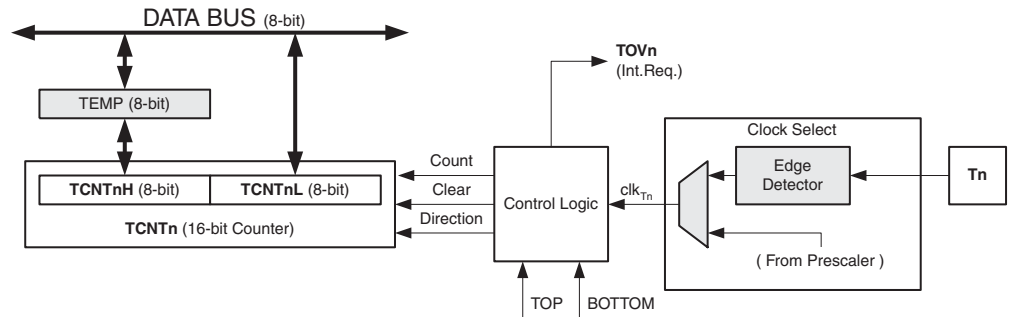 DATA BUS (8-bit)
TOVn
(Int.Req.)
TEMP (8-bit)
Clock Select
Count
Edge
Detector
Tn
TCNTnH (8-bit) TCNTnL (8-bit)
Clear
Control Logic
clkTn
TCNTn (16-bit Counter)
Direction
( From Prescaler )
TOP
BOTTOM